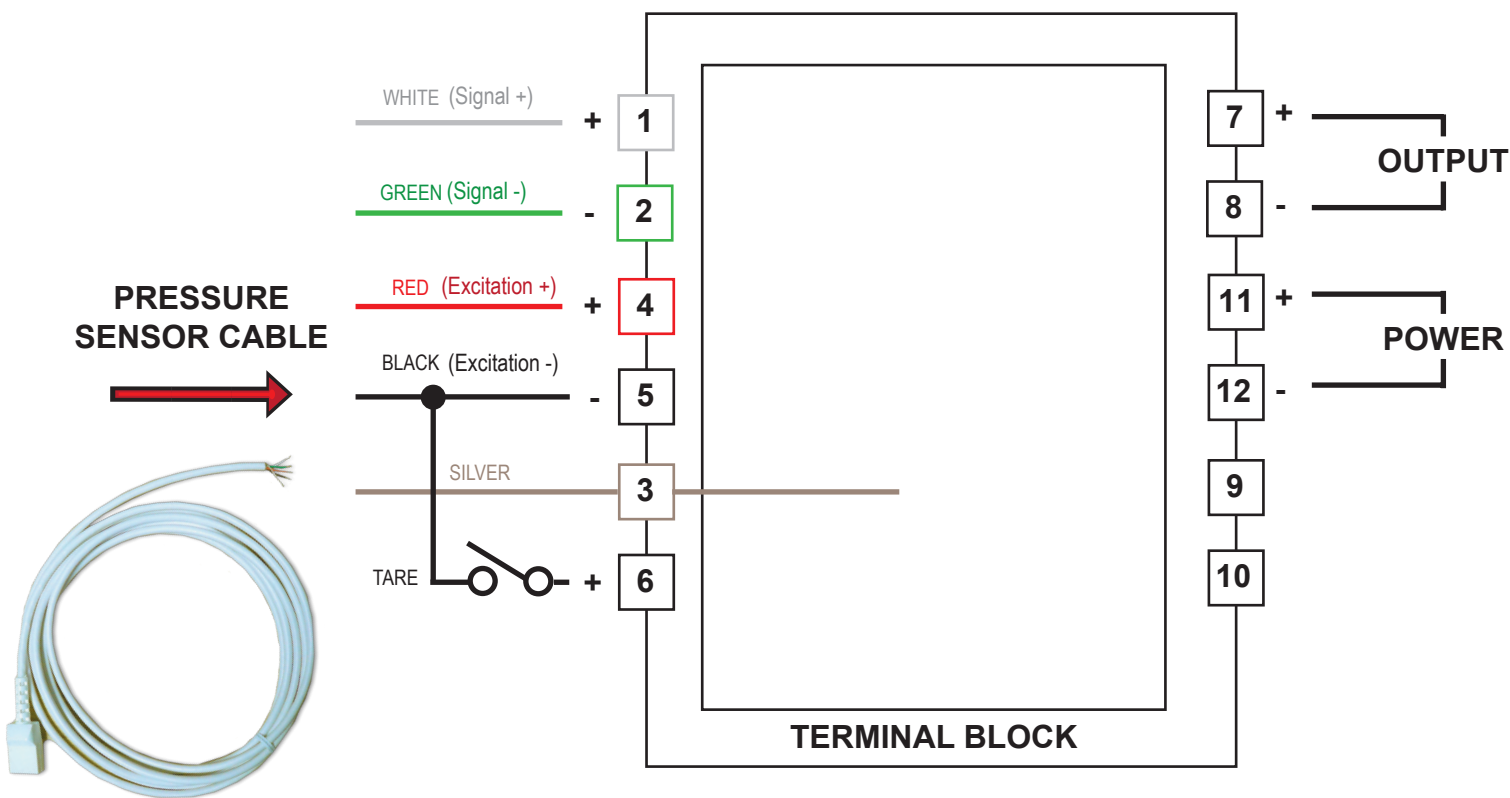 WHITE (Signal +)
+ 1
GREEN (Signal -)
- 2
RED (Excitation +)
+ 4
PRESSURE
SENSOR CABLE
BLACK (Excitation -)
- 5
SILVER
3
TARE
+ 6
7 +
OUTPUT
8 -
11 +
POWER
12 -
9
10
TERMINAL BLOCK